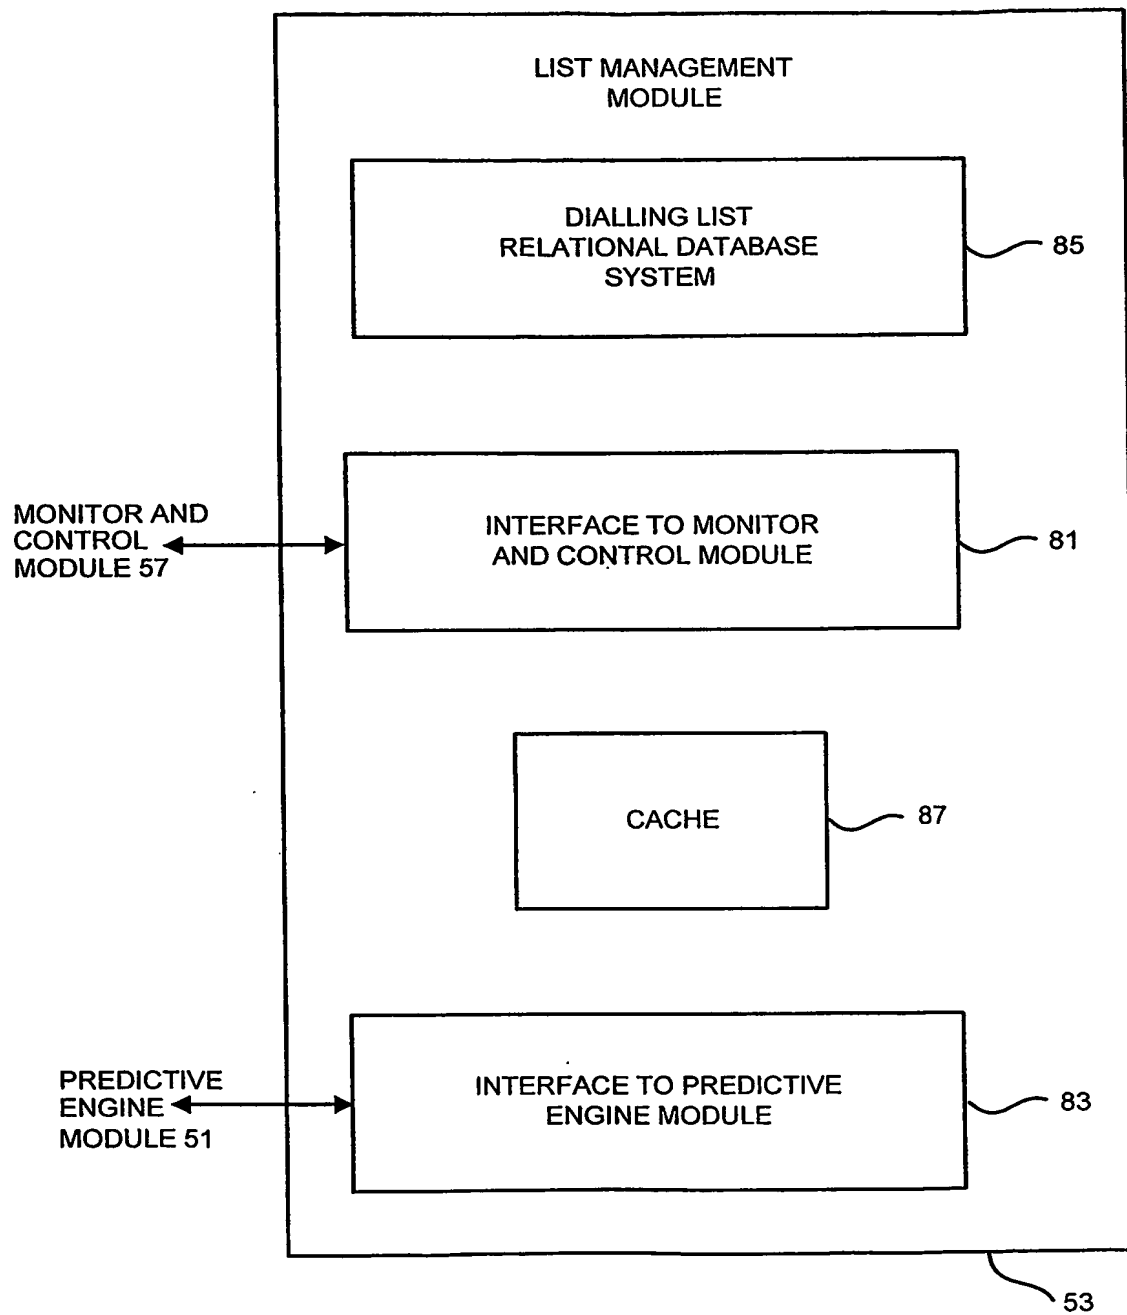 LIST MANAGEMENT
MODULE
DIALLING LIST
RELATIONAL DATABASE
SYSTEM
85
MONITOR AND
CONTROL
MODULE 57
INTERFACE TO MONITOR
AND CONTROL MODULE
81
CACHE
87
PREDICTIVE
ENGINE
MODULE 51
INTERFACE TO PREDICTIVE
ENGINE MODULE
83
53